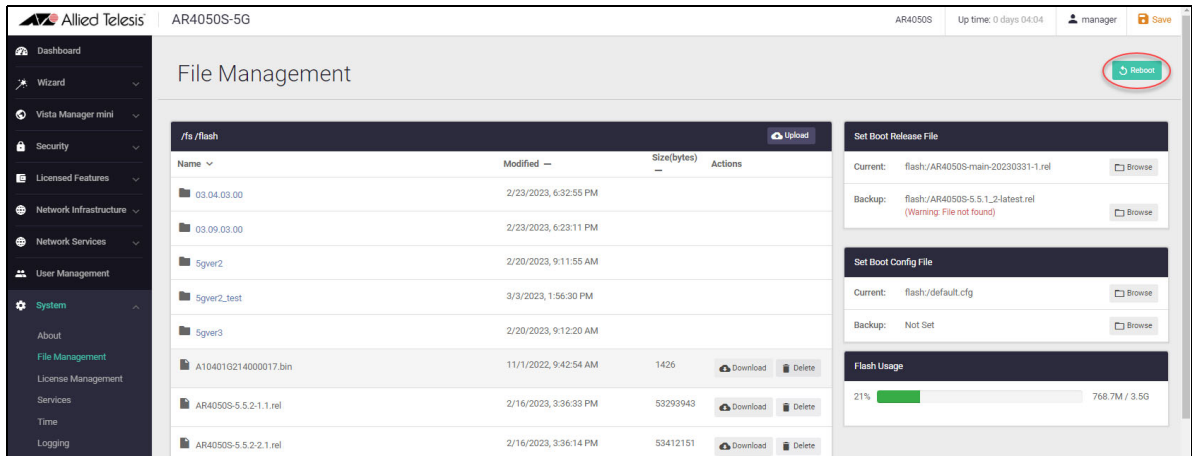 Allied Telesis
AR4050S-5G
AR4050S
Up time: 0 days 04:04
manager
Save
Dashboard
Wizard
Vista Manager mini
Security
Licensed Features
Network Infrastructure
Network Services
User Management
System
About
File Management
License Management
Services
Time
Logging
File Management
Reboot
/fs /flash
Upload
Name Modified Size(bytes) Actions
03.04.03.00 2/23/2023, 6:32:55 PM
03.09.03.00 2/23/2023, 6:23:11 PM
5gver2 2/20/2023, 9:11:55 AM
5gver2_test 3/3/2023, 1:56:30 PM
5gver3 2/20/2023, 9:12:20 AM
A10401G214000017.bin 11/1/2022, 9:42:54 AM 1426 Download Delete
AR4050S-5.5.2-1.1.rel 2/16/2023, 3:36:33 PM 53293943 Download Delete
AR4050S-5.5.2-2.1.rel 2/16/2023, 3:36:14 PM 53412151 Download Delete
Set Boot Release File
Current: flash:/AR4050S-main-20230331-1.rel Browse
Backup: flash:/AR4050S-5.5.1_2-latest.rel
(Warning: File not found) Browse
Set Boot Config File
Current: flash:/default.cfg Browse
Backup: Not Set Browse
Flash Usage
21% 768.7M / 3.5G